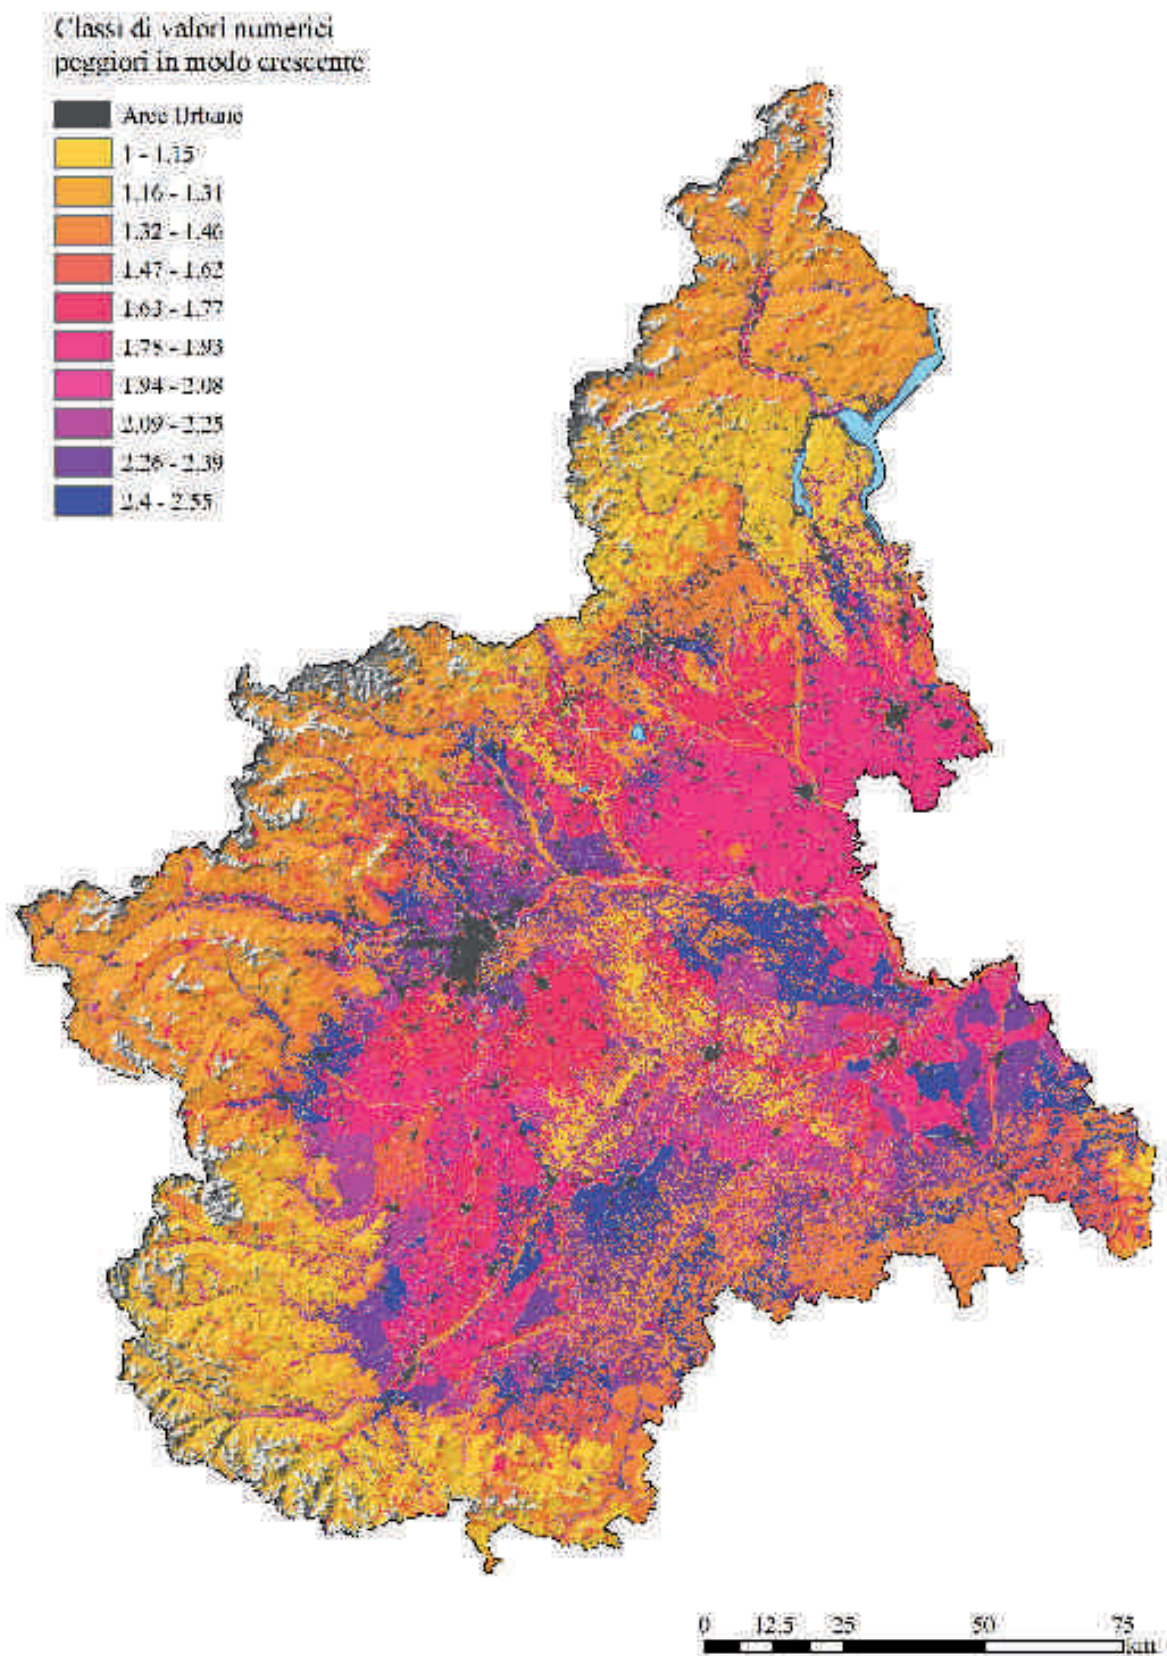 Classi di valori numerici
peggiori in modo crescente
Aree Urbane
1 - 1.15
1.16 - 1.31
1.32 - 1.46
1.47 - 1.62
1.63 - 1.77
1.78 - 1.93
1.94 - 2.08
2.09 - 2.25
2.26 - 2.39
2.4 - 2.55
0 12.5 25 50 75
km